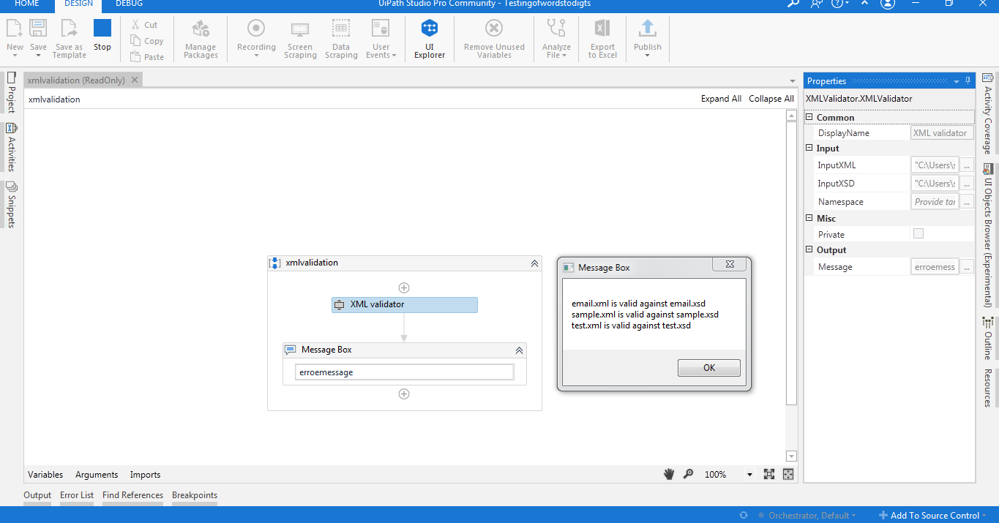 HOME DESIGN DEBUG UiPath Studio Pro Community - Testingofwordstodigts
New Save Save as Template Stop
Cut
Copy
Paste
Manage Packages
Recording
Screen Scraping
Data Scraping
User Events
UI Explorer
Remove Unused Variables
Analyze File
Export to Excel
Publish
Project
Activities
Snippets
xmlvalidation (ReadOnly)
xmlvalidation Expand All Collapse All
xmlvalidation
XML validator
Message Box
erroemessage
Message Box
email.xml is valid against email.xsd
sample.xml is valid against sample.xsd
test.xml is valid against test.xsd
OK
Properties
XMLValidator.XMLValidator
Common
DisplayName XML validator
Input
InputXML "C:\Users\s ...
InputXSD "C:\Users\s ...
Namespace Provide tar ...
Misc
Private
Output
Message erroemess ...
Activity Coverage
UI Objects Browser (Experimental)
Outline
Resources
Variables Arguments Imports 100%
Output Error List Find References Breakpoints
Orchestrator, Default Add To Source Control